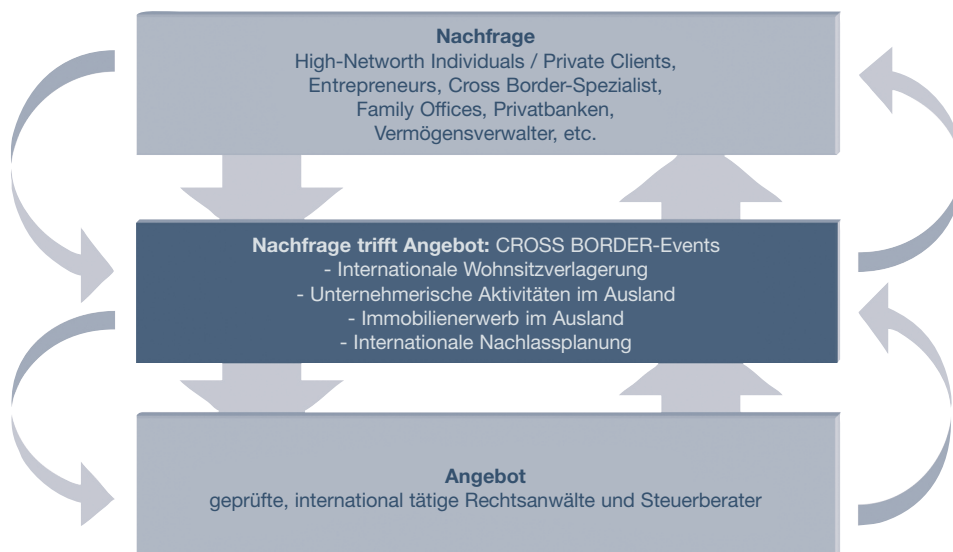 Nachfrage
High-Networth Individuals / Private Clients,
Entrepreneurs, Cross Border-Spezialist,
Family Offices, Privatbanken,
Vermögensverwalter, etc.
Nachfrage trifft Angebot: CROSS BORDER-Events
- Internationale Wohnsitzverlagerung
- Unternehmerische Aktivitäten im Ausland
- Immobilienerwerb im Ausland
- Internationale Nachlassplanung
Angebot
geprüfte, international tätige Rechtsanwälte und Steuerberater